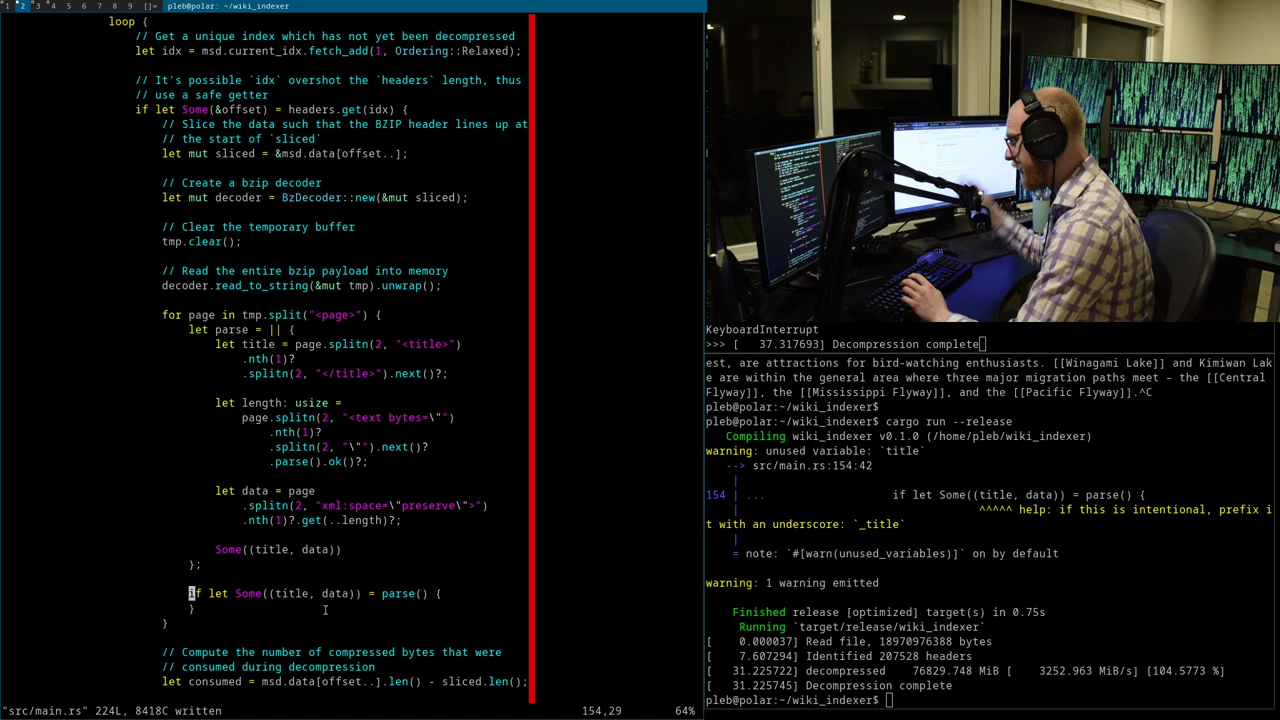 1 2 3 4 5 6 7 8 9 []= pleb@polar: ~/wiki_indexer
loop {
// Get a unique index which has not yet been decompressed
let idx = msd.current_idx.fetch_add(1, Ordering::Relaxed);
// It's possible `idx` overshot the `headers` length, thus
// use a safe getter
if let Some(&offset) = headers.get(idx) {
// Slice the data such that the BZIP header lines up at
// the start of `sliced`
let mut sliced = &msd.data[offset..];
// Create a bzip decoder
let mut decoder = BzDecoder::new(&mut sliced);
// Clear the temporary buffer
tmp.clear();
// Read the entire bzip payload into memory
decoder.read_to_string(&mut tmp).unwrap();
for page in tmp.split("<page>") {
let parse = || {
let title = page.splitn(2, "<title>")
.nth(1)?
.splitn(2, "</title>").next()?;
let length: usize =
page.splitn(2, "<text bytes=\"")
.nth(1)?
.splitn(2, "\"").next()?
.parse().ok()?;
let data = page
.splitn(2, "xml:space=\"preserve\">")
.nth(1)?.get(..length)?;
Some((title, data))
};
if let Some((title, data)) = parse() {
}
}
// Compute the number of compressed bytes that were
// consumed during decompression
let consumed = msd.data[offset..].len() - sliced.len();
"src/main.rs" 224L, 8418C written 154,29 64%
KeyboardInterrupt
>>> [ 37.317693] Decompression complete
est, are attractions for bird-watching enthusiasts. [[Winagami Lake]] and Kimiwan Lak
e are within the general area where three major migration paths meet – the [[Central
Flyway]], the [[Mississippi Flyway]], and the [[Pacific Flyway]].^C
pleb@polar:~/wiki_indexer$
pleb@polar:~/wiki_indexer$ cargo run --release
Compiling wiki_indexer v0.1.0 (/home/pleb/wiki_indexer)
warning: unused variable: `title`
--> src/main.rs:154:42
|
154 | ... if let Some((title, data)) = parse() {
| ^^^^^ help: if this is intentional, prefix i
t with an underscore: `_title`
|
= note: `#[warn(unused_variables)]` on by default
warning: 1 warning emitted
Finished release [optimized] target(s) in 0.75s
Running `target/release/wiki_indexer`
[ 0.000037] Read file, 18970976388 bytes
[ 7.607294] Identified 207528 headers
[ 31.225722] decompressed 76829.748 MiB [ 3252.963 MiB/s] [104.5773 %]
[ 31.225745] Decompression complete
pleb@polar:~/wiki_indexer$